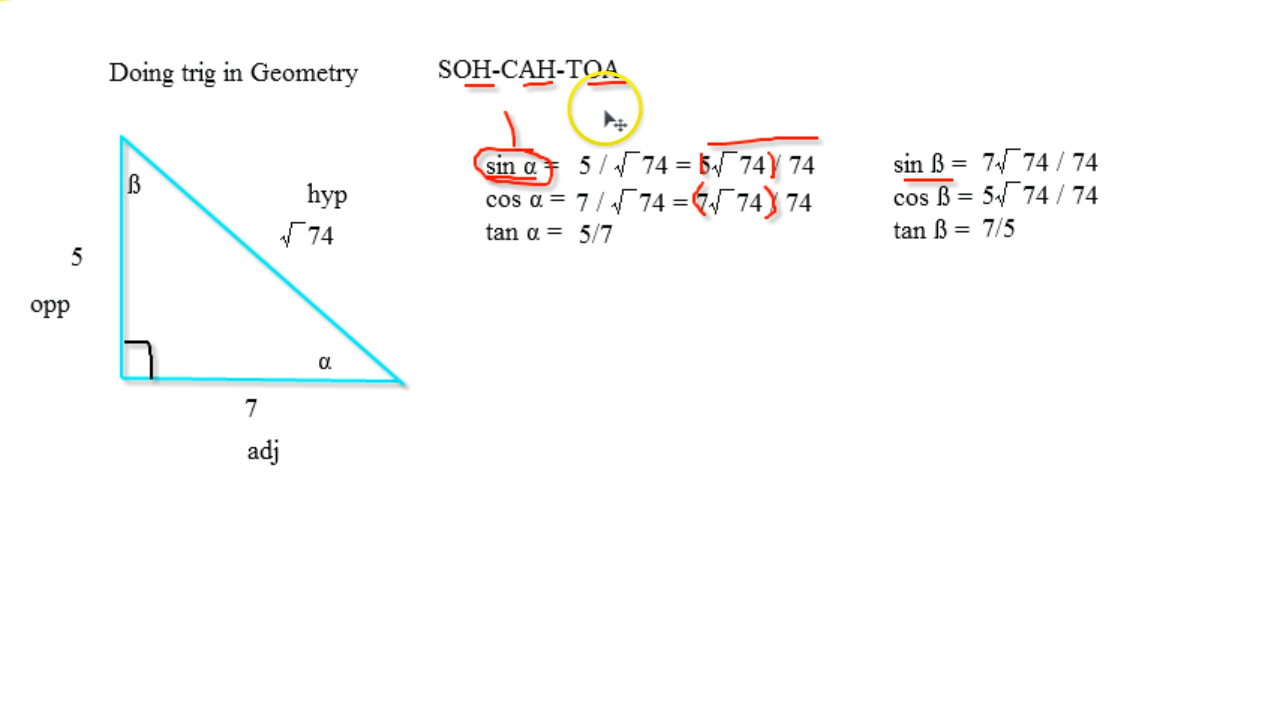 Doing trig in Geometry
SOH-CAH-TOA
ß
hyp
√74
5
opp
α
7
adj
sin α = 5 / √74 = 5√74 / 74
cos α = 7 / √74 = (7√74) / 74
tan α = 5/7
sin ß = 7√74 / 74
cos ß = 5√74 / 74
tan ß = 7/5